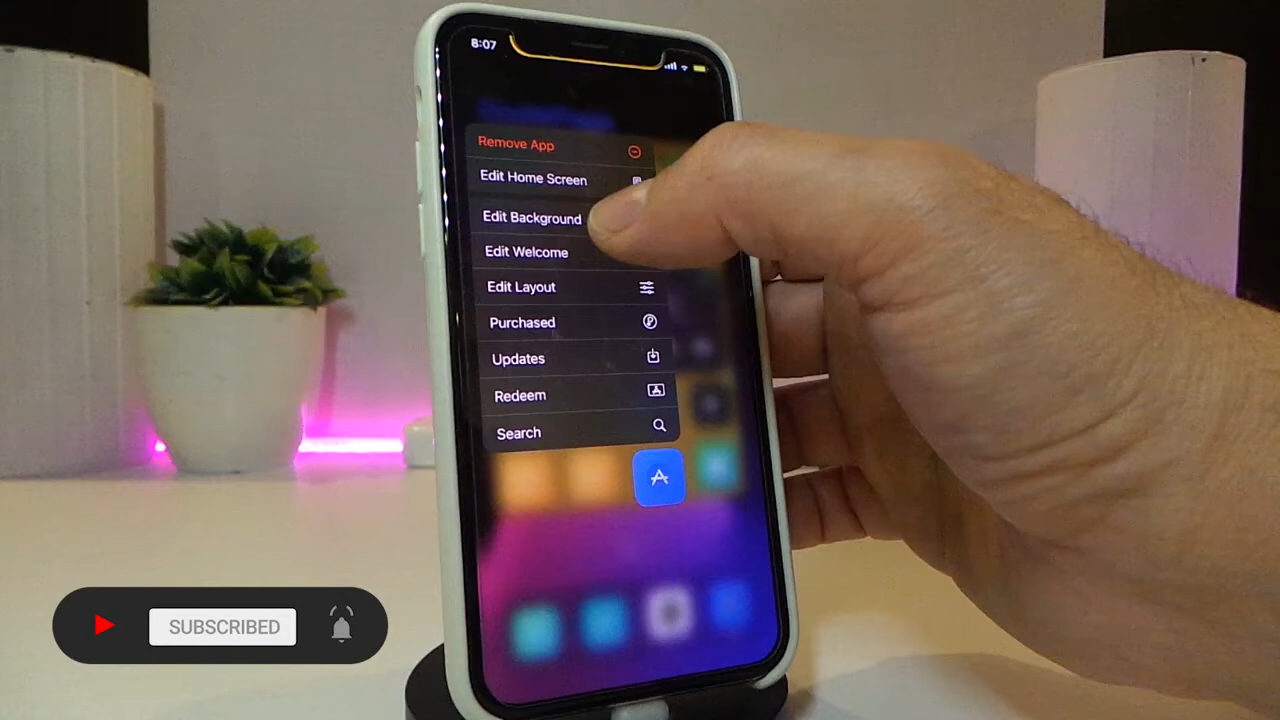 8:07
Remove App
Edit Home Screen
Edit Background
Edit Welcome
Edit Layout
Purchased
Updates
Redeem
Search
SUBSCRIBED